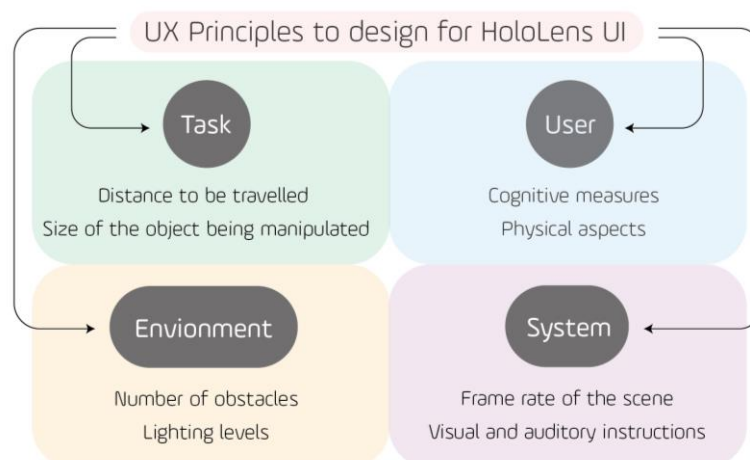 UX Principles to design for HoloLens UI
Task
Distance to be travelled
Size of the object being manipulated
User
Cognitive measures
Physical aspects
Envionment
Number of obstacles
Lighting levels
System
Frame rate of the scene
Visual and auditory instructions